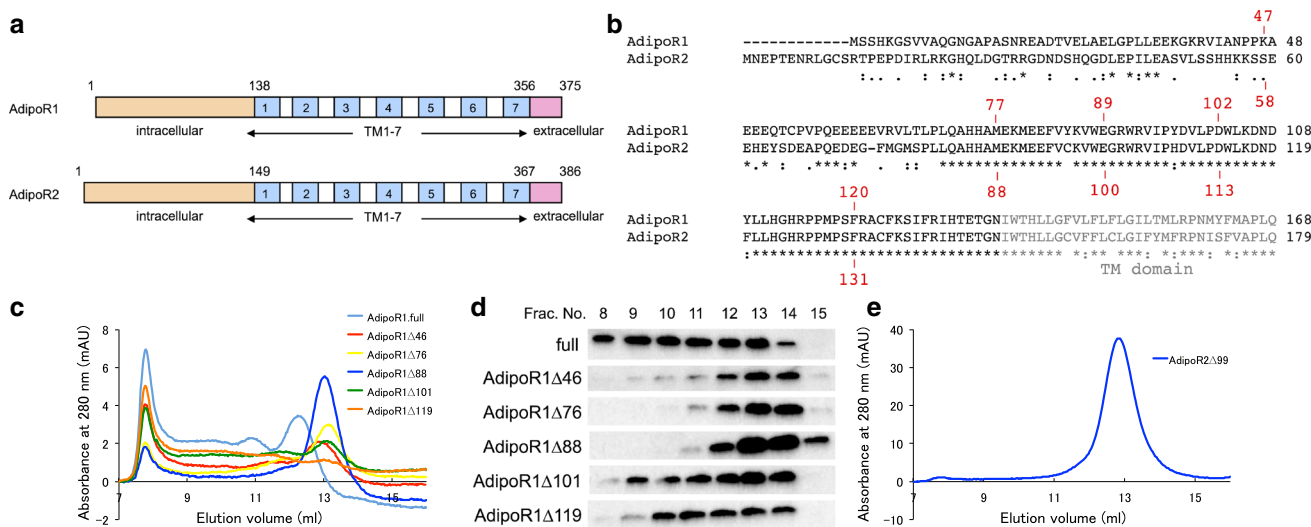 a
1 138 356 375
AdipoR1 1 2 3 4 5 6 7
intracellular TM1-7 extracellular
1 149 367 386
AdipoR2 1 2 3 4 5 6 7
intracellular TM1-7 extracellular
b
47
AdipoR1 -------------MSSHKGSVVAQGNGAPASNREADTVELAELGPLLEEKGKRVIANPPKA 48
AdipoR2 MNEPTENRLGCSRTPEPDIRLRKGHQLDGTRRGDNDSHQGDLEPILEASVLSSHHKKSSE 60
58
77 89 102
AdipoR1 EEEQTCPVPQEEEEEVRVLTLPLQAHHAMEKMEEFVYKVWEGRWRVIPYDVLPDWLKDND 108
AdipoR2 EHEYSDEAPQEDEG-FMGMSPLLQAHHAMEKMEEFVCKVWEGRWRVIPHDVLPDWLKDND 119
88 100 113
120
AdipoR1 YLLHGHRPPMPSFRACFKSIFRIHTETGNIWTHLLGFVLFLFLGILTMLRPNMYFMAPLQ 168
AdipoR2 FLLHGHRPPMPSFRACFKSIFRIHTETGNIWTHLLGCVFFLCLGIFYMFRPNISFVAPLQ 179
131
TM domain
c
Absorbance at 280 nm (mAU)
8
6
4
2
0
−2
7 9 11 13 15
Elution volume (ml)
AdipoR1.full
AdipoR1Δ46
AdipoR1Δ76
AdipoR1Δ88
AdipoR1Δ101
AdipoR1Δ119
d
Frac. No. 8 9 10 11 12 13 14 15
full
AdipoR1Δ46
AdipoR1Δ76
AdipoR1Δ88
AdipoR1Δ101
AdipoR1Δ119
e
Absorbance at 280 nm (mAU)
40
30
20
10
0
−10
7 9 11 13 15
Elution volume (ml)
AdipoR2Δ99